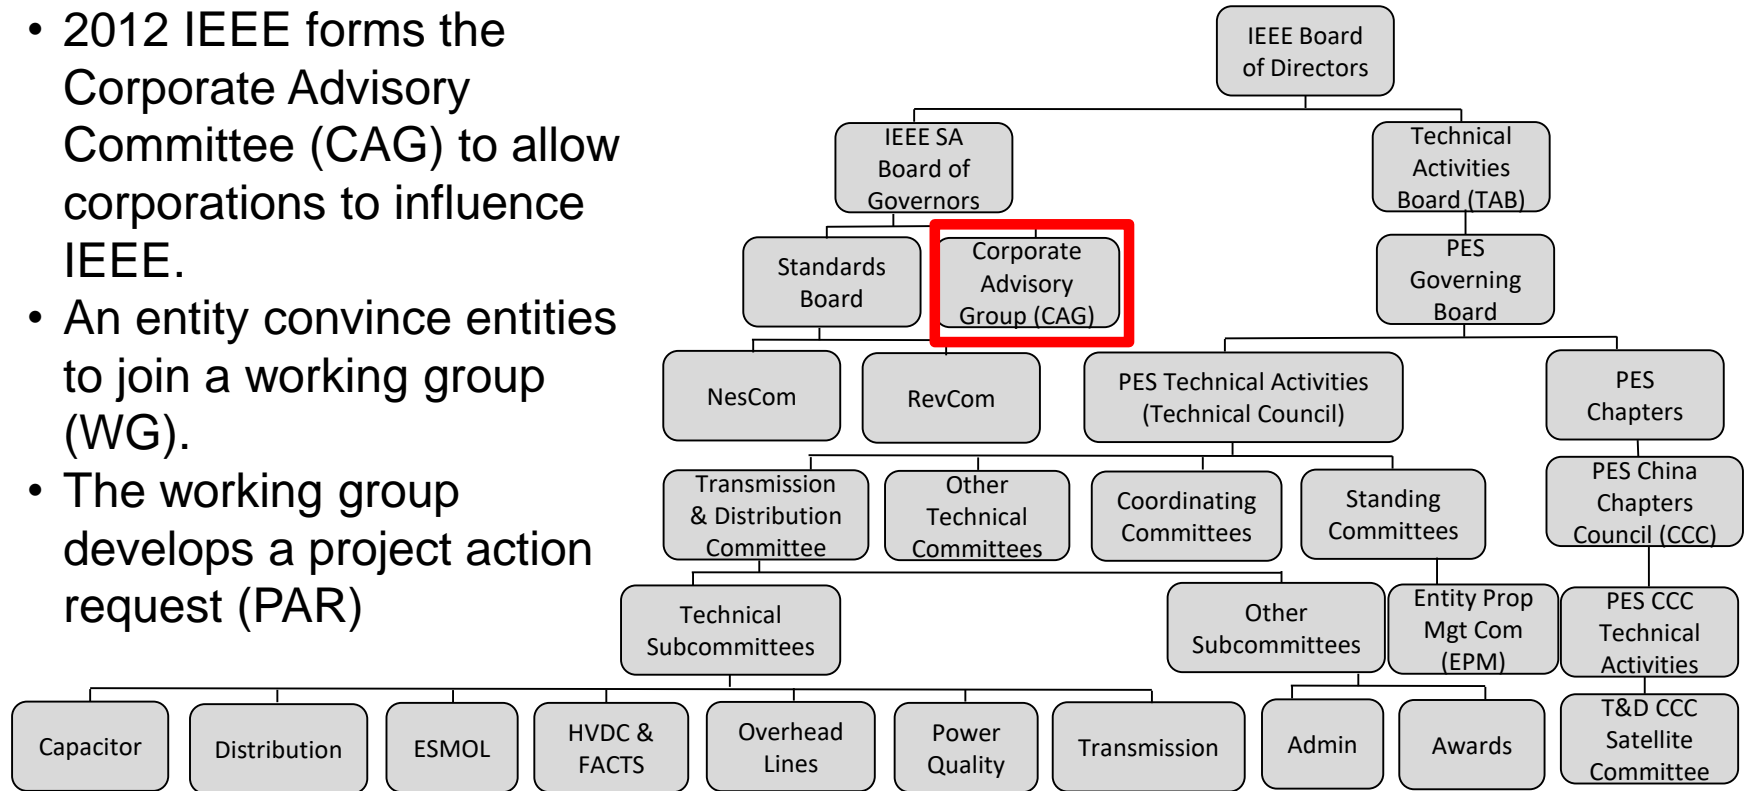 • 2012 IEEE forms the
Corporate Advisory
Committee (CAG) to allow
corporations to influence
IEEE.
• An entity convince entities
to join a working group
(WG).
• The working group
develops a project action
request (PAR)
IEEE Board
of Directors
IEEE SA
Board of
Governors
Technical
Activities
Board (TAB)
Standards
Board
Corporate
Advisory
Group (CAG)
PES
Governing
Board
NesCom
RevCom
PES Technical Activities
(Technical Council)
PES
Chapters
Transmission
& Distribution
Committee
Other
Technical
Committees
Coordinating
Committees
Standing
Committees
PES China
Chapters
Council (CCC)
Technical
Subcommittees
Other
Subcommittees
Entity Prop
Mgt Com
(EPM)
PES CCC
Technical
Activities
Capacitor
Distribution
ESMOL
HVDC &
FACTS
Overhead
Lines
Power
Quality
Transmission
Admin
Awards
T&D CCC
Satellite
Committee